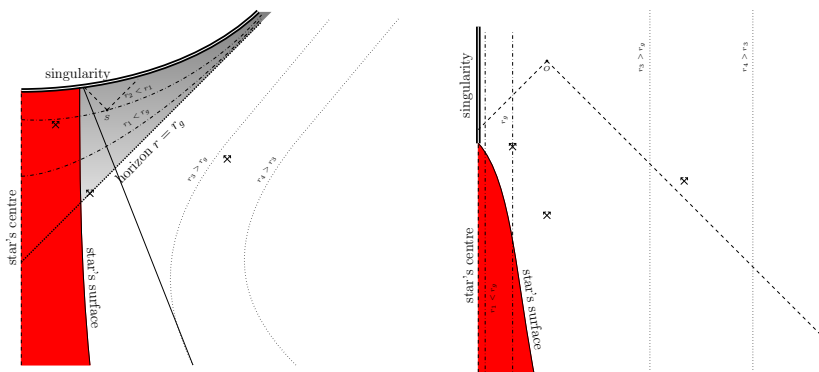 singularity
r₂ < r₁
s
r₁ < r_g
horizon r = r_g
r₃ > r_g
r₄ > r₃
star's centre
star's surface
singularity
o
r_g
r₃ > r_g
r₄ > r₃
star's centre
r₁ < r_g
star's surface